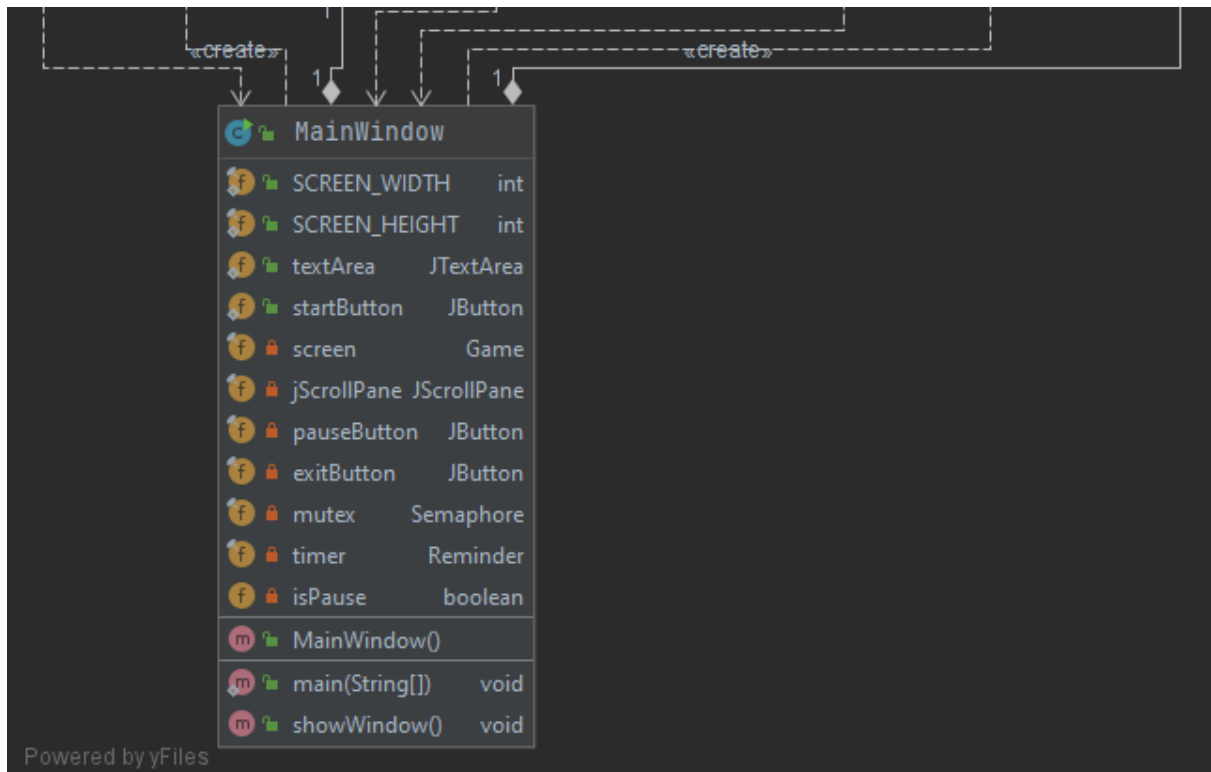 «create» «create»
1 1
MainWindow
SCREEN_WIDTH int
SCREEN_HEIGHT int
textArea JTextArea
startButton JButton
screen Game
jScrollPane JScrollPane
pauseButton JButton
exitButton JButton
mutex Semaphore
timer Reminder
isPause boolean
MainWindow()
main(String[]) void
showWindow() void
Powered by yFiles